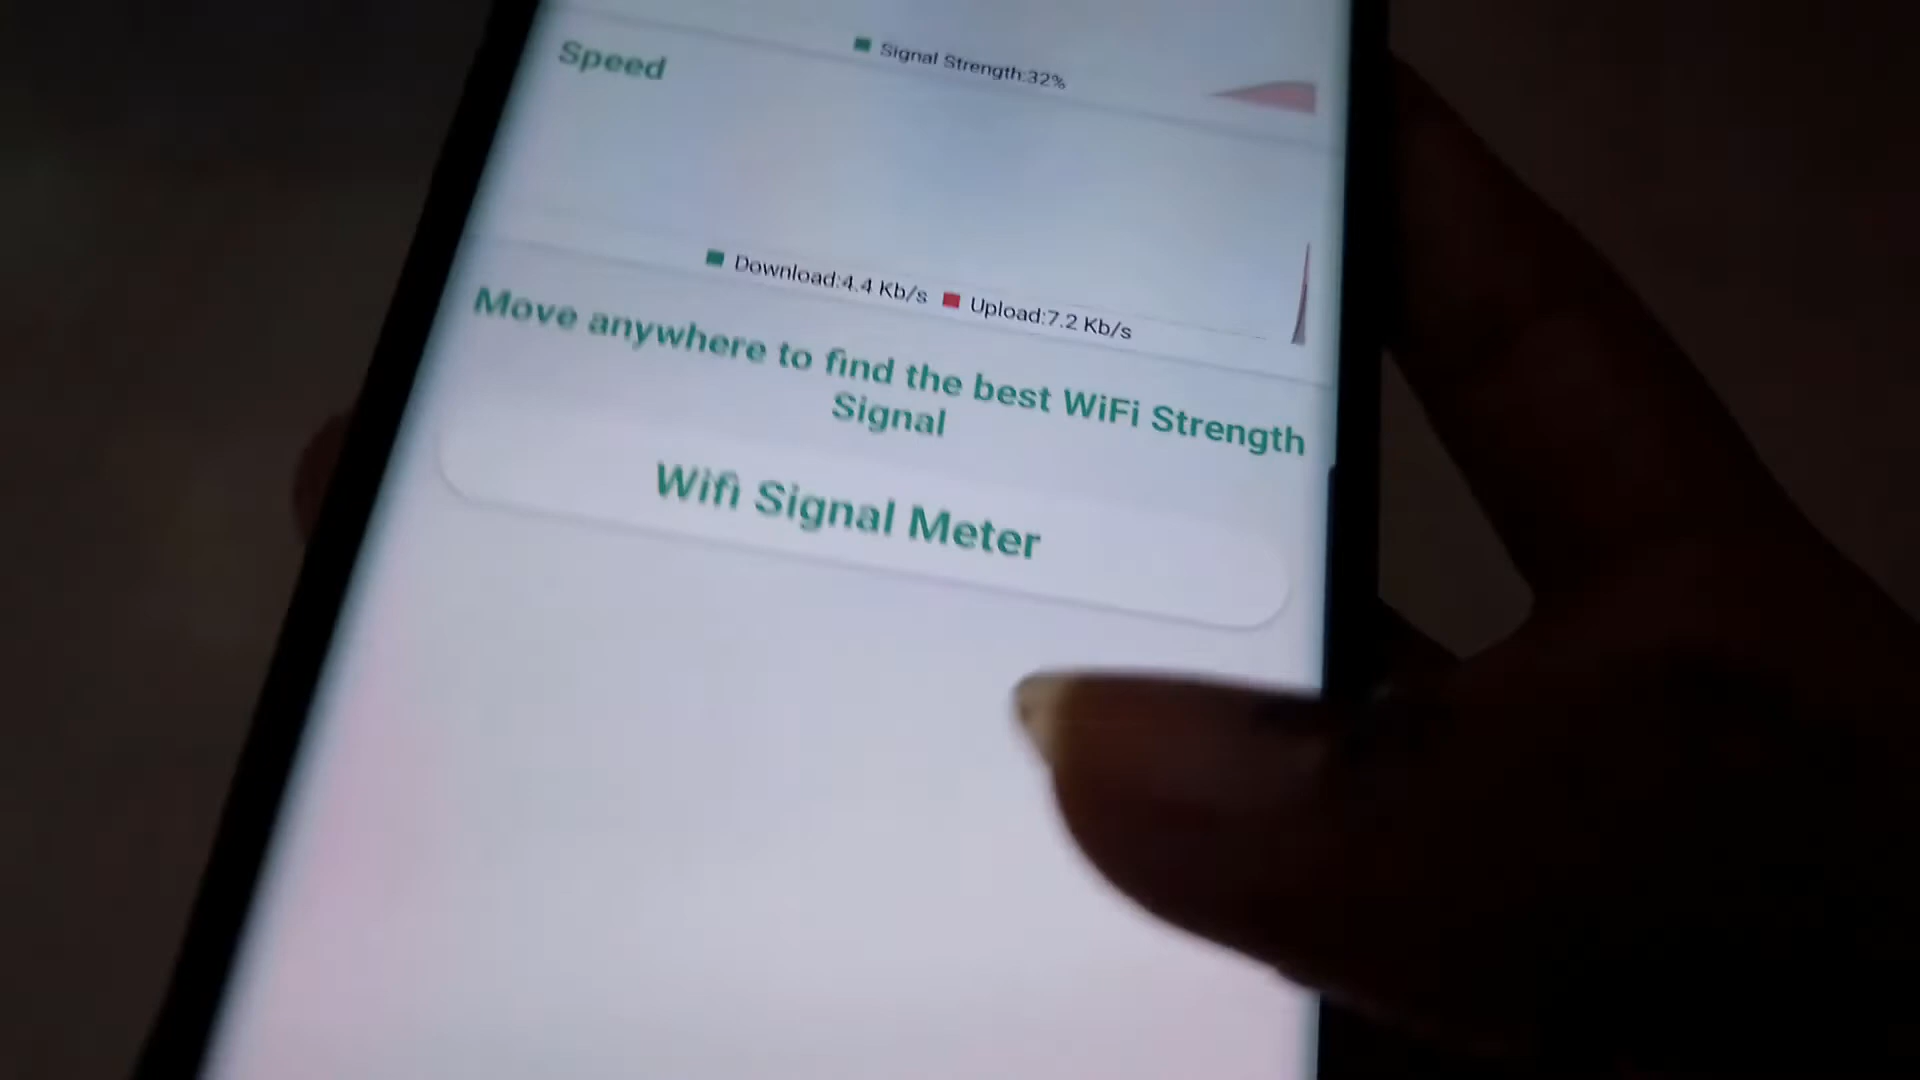 Signal Strength:32%
Speed
Download:4.4 Kb/s Upload:7.2 Kb/s
Move anywhere to find the best WiFi Strength
Signal
Wifi Signal Meter